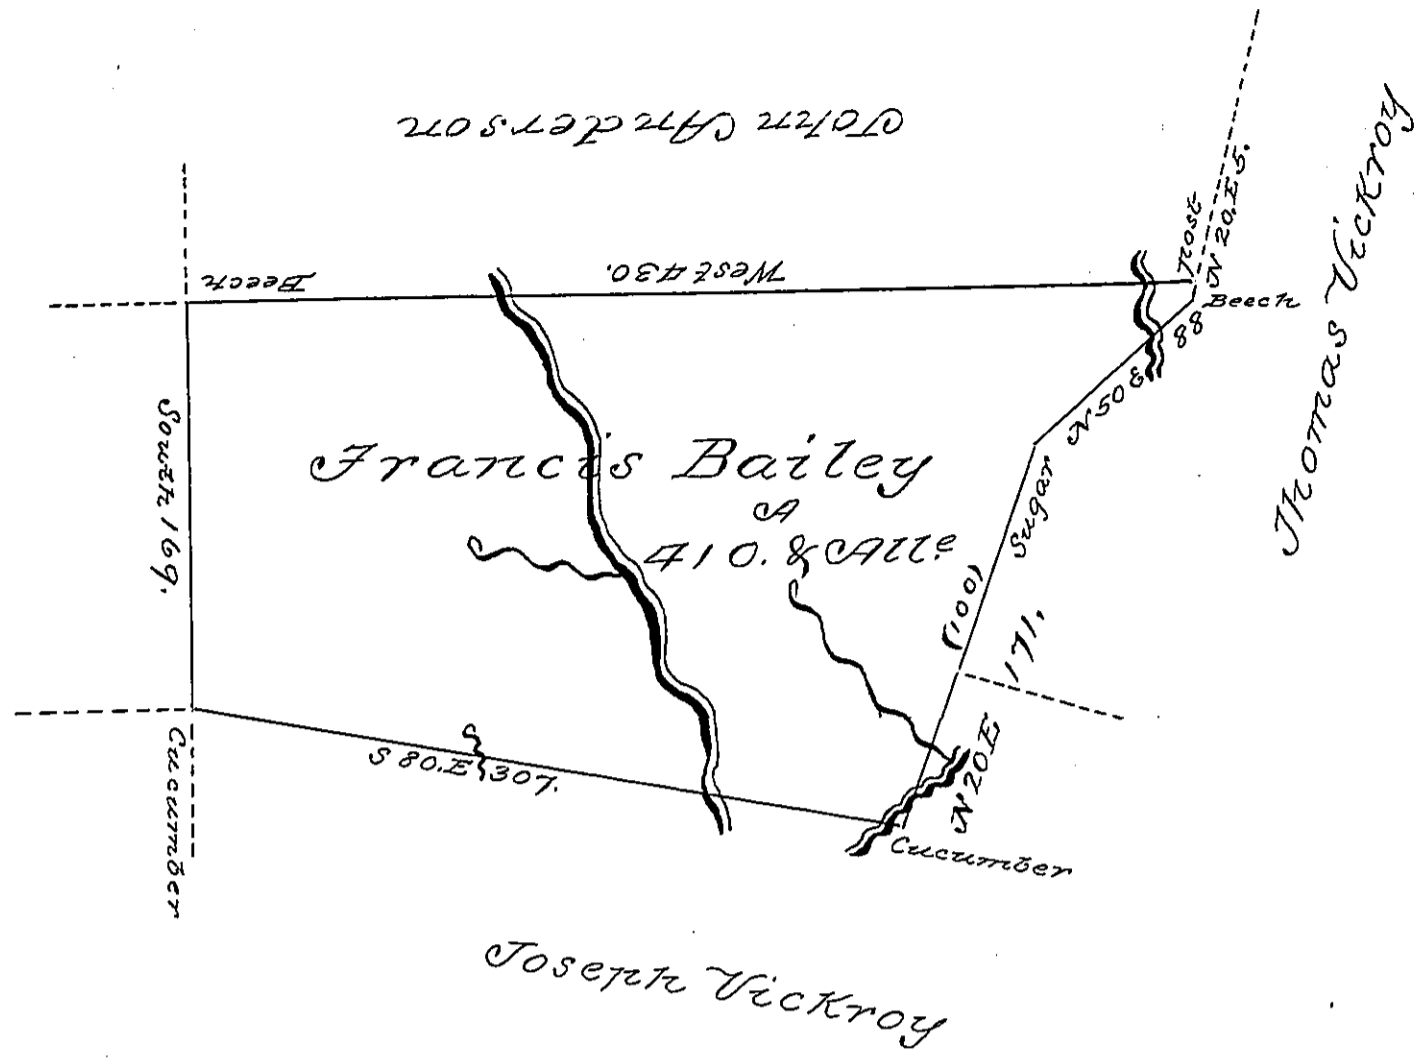 John Anderson
Thomas Vickroy
Post
N 20. E 5.
West 430.
Beech
Beech
N 50 E 88
South 169.
Francis Bailey
A
410. & Alle
Sugar
(100)
171.
N 20 E
S 80. E 307.
Cucumber
Cucumber
Joseph Vickroy